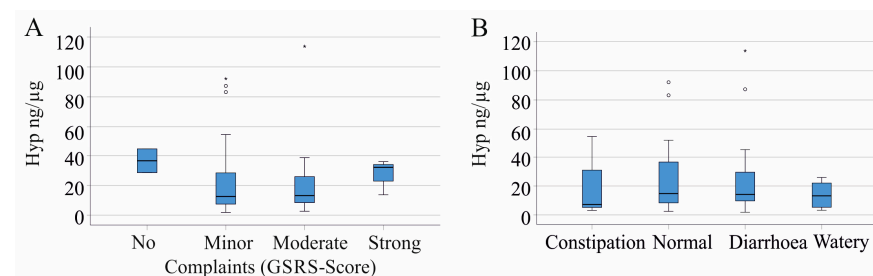 A
120
100
80
60
40
20
0
Hyp ng/µg
No Minor Moderate Strong
Complaints (GSRS-Score)
B
120
100
80
60
40
20
0
Hyp ng/µg
Constipation Normal Diarrhoea Watery